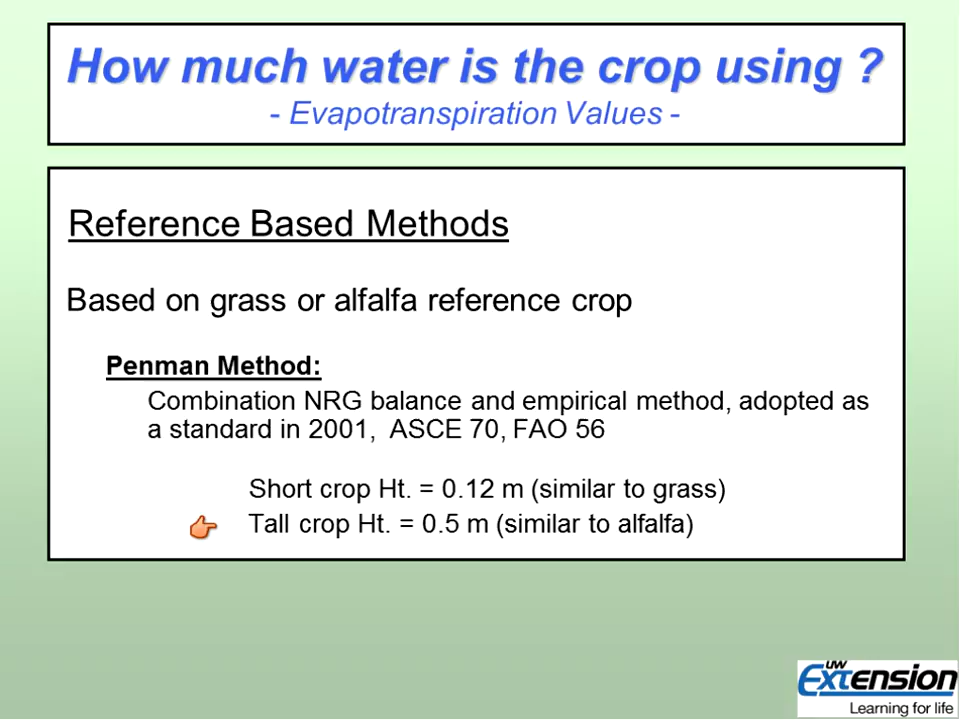 How much water is the crop using ?
- Evapotranspiration Values -
Reference Based Methods
Based on grass or alfalfa reference crop
Penman Method:
Combination NRG balance and empirical method, adopted as
a standard in 2001,  ASCE 70, FAO 56
Short crop Ht. = 0.12 m (similar to grass)
Tall crop Ht. = 0.5 m (similar to alfalfa)
UW
Extension
Learning for life